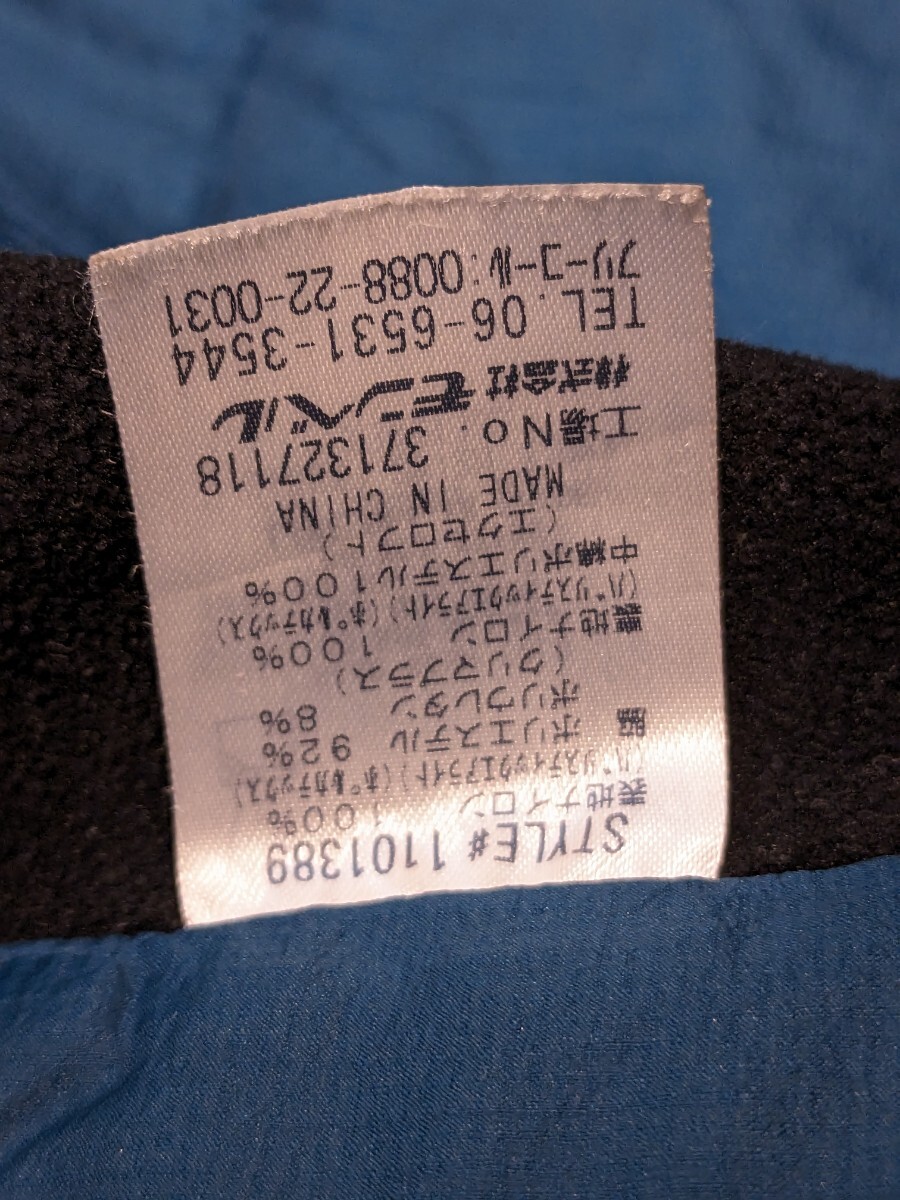 STYLE# 1101389
表地ナイロン 100%
(バリスティックエアライト)(ポルカテックス)
脇 ポリエステル 92%
ポリウレタン 8%
(クリマプラス)
裏地ナイロン 100%
(バリスティックエアライト)(ポルカテックス)
中綿ポリエステル100%
(エクセロフト)
MADE IN CHINA
工場No. 371327118
株式会社モンベル
TEL. 06-6531-3544
フリーコール:0088-22-0031